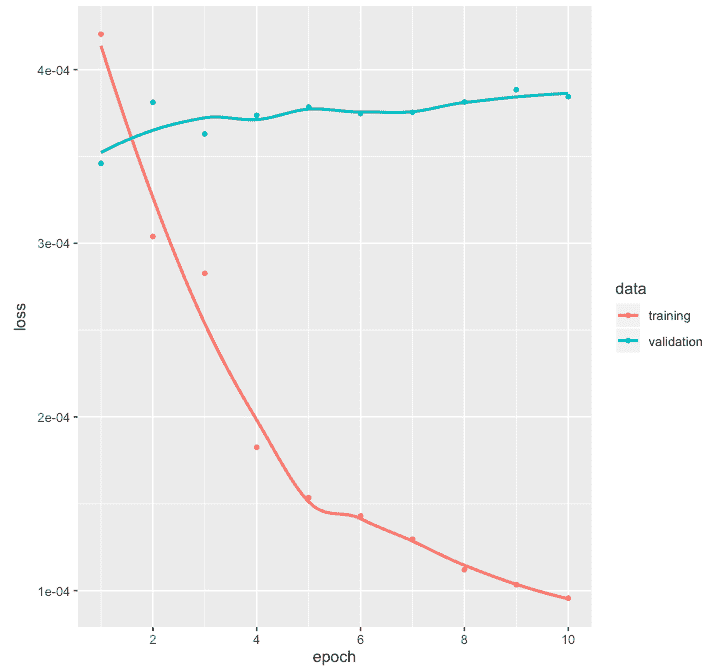 4e-04
3e-04
2e-04
1e-04
loss
2
4
6
8
10
epoch
data
training
validation